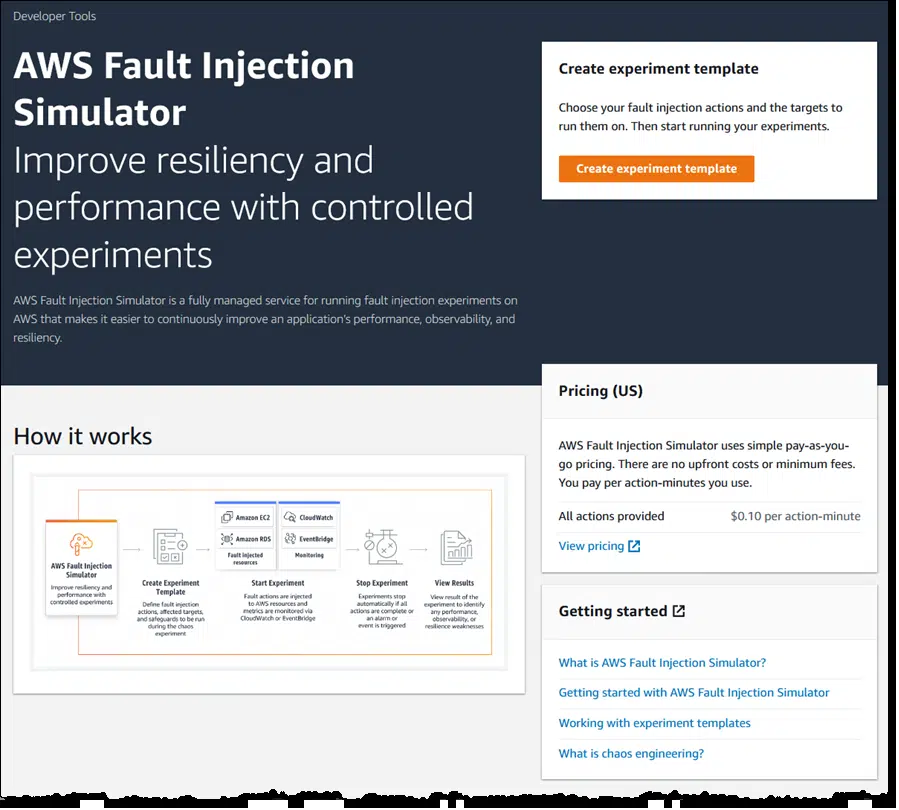 Developer Tools
AWS Fault Injection
Simulator
Improve resiliency and
performance with controlled
experiments
AWS Fault Injection Simulator is a fully managed service for running fault injection experiments on
AWS that makes it easier to continuously improve an application's performance, observability, and
resiliency.
Create experiment template
Choose your fault injection actions and the targets to
run them on. Then start running your experiments.
Create experiment template
How it works
AWS Fault Injection
Simulator
Improve resiliency and
performance with
controlled experiments
Create Experiment
Template
Define fault injection
actions, affected targets,
and safeguards to be run
during the chaos
experiment
Amazon EC2
Amazon RDS
Fault injected
resources
CloudWatch
EventBridge
Monitoring
Start Experiment
Fault actions are injected
to AWS resources and
metrics are monitored via
CloudWatch or EventBridge
Stop Experiment
Experiments stop
automatically if all
actions are complete or
an alarm or
event is triggered
View Results
View result of the
experiment to identify
any performance,
observability, or
resilience weaknesses
Pricing (US)
AWS Fault Injection Simulator uses simple pay-as-you-
go pricing. There are no upfront costs or minimum fees.
You pay per action-minutes you use.
All actions provided $0.10 per action-minute
View pricing
Getting started
What is AWS Fault Injection Simulator?
Getting started with AWS Fault Injection Simulator
Working with experiment templates
What is chaos engineering?